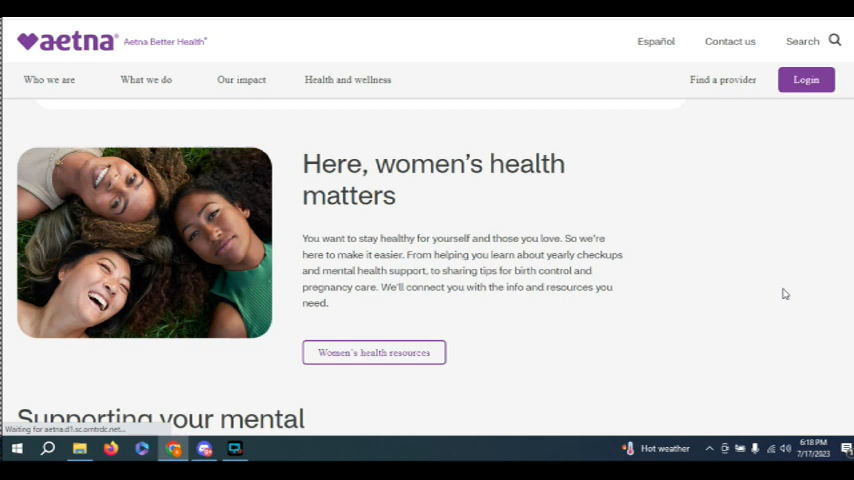 aetna® Aetna Better Health®
Español Contact us Search
Who we are What we do Our impact Health and wellness Find a provider Login
Here, women's health
matters
You want to stay healthy for yourself and those you love. So we're
here to make it easier. From helping you learn about yearly checkups
and mental health support, to sharing tips for birth control and
pregnancy care. We'll connect you with the info and resources you
need.
Women's health resources
Supporting your mental
Waiting for aetna.d1.sc.omtrdc.net...
Hot weather
6:18 PM
7/17/2023